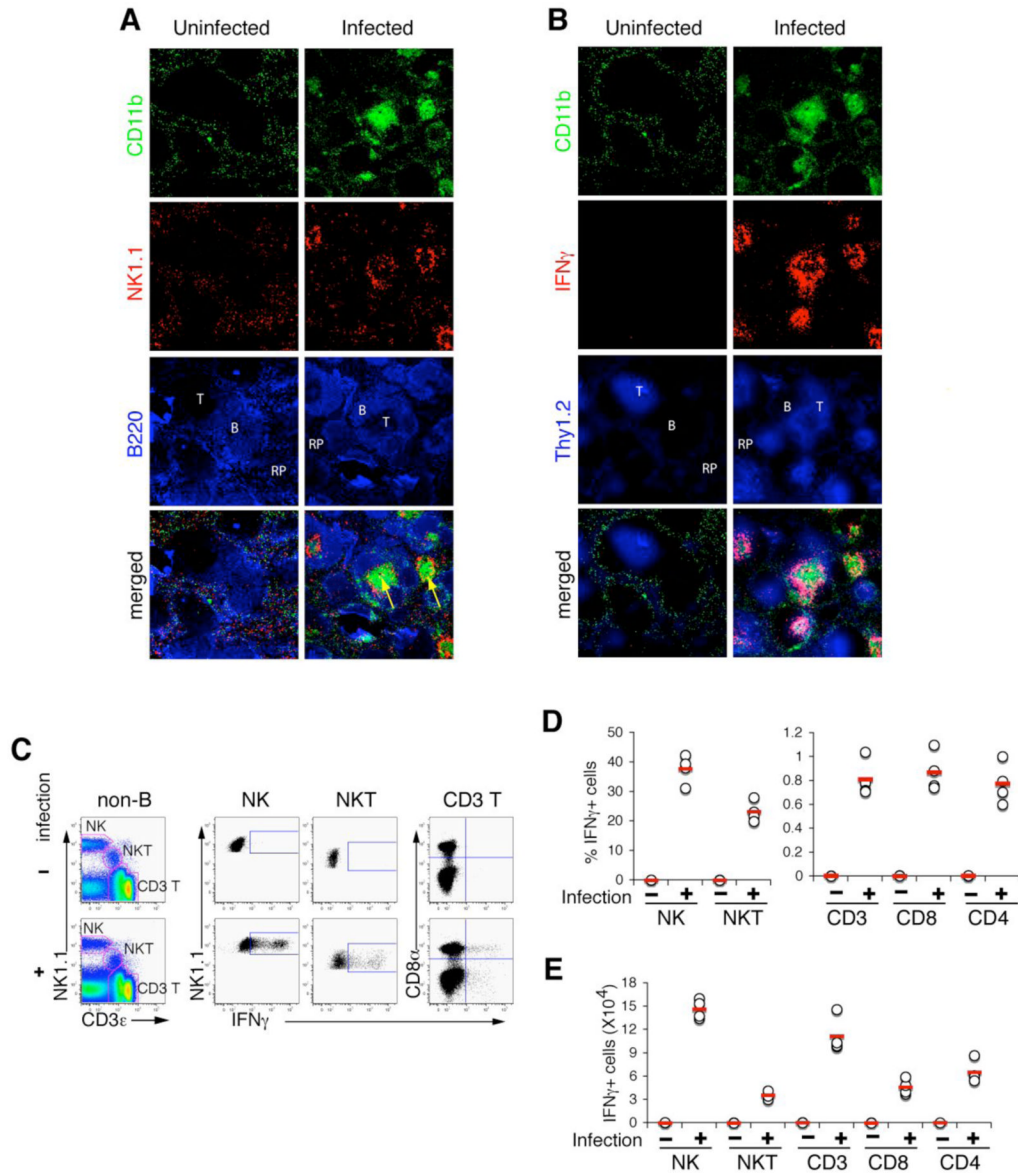 A
Uninfected Infected
CD11b
NK1.1
B220
T
B
RP
B
T
RP
merged
B
Uninfected Infected
CD11b
IFNγ
Thy1.2
T
B
RP
B
T
RP
merged
C
infection
non-B NK NKT CD3 T
−
NK
NKT
CD3 T
+
NK
NKT
CD3 T
NK1.1
CD3ε
NK1.1
IFNγ
CD8α
D
% IFNγ+ cells
50
40
30
20
10
0
Infection − + − +
NK NKT
1.2
1
0.8
0.6
0.4
0.2
0
− + − + − +
CD3 CD8 CD4
E
IFNγ+ cells (X10⁴)
18
15
12
9
6
3
0
Infection − + − + − + − + − +
NK NKT CD3 CD8 CD4